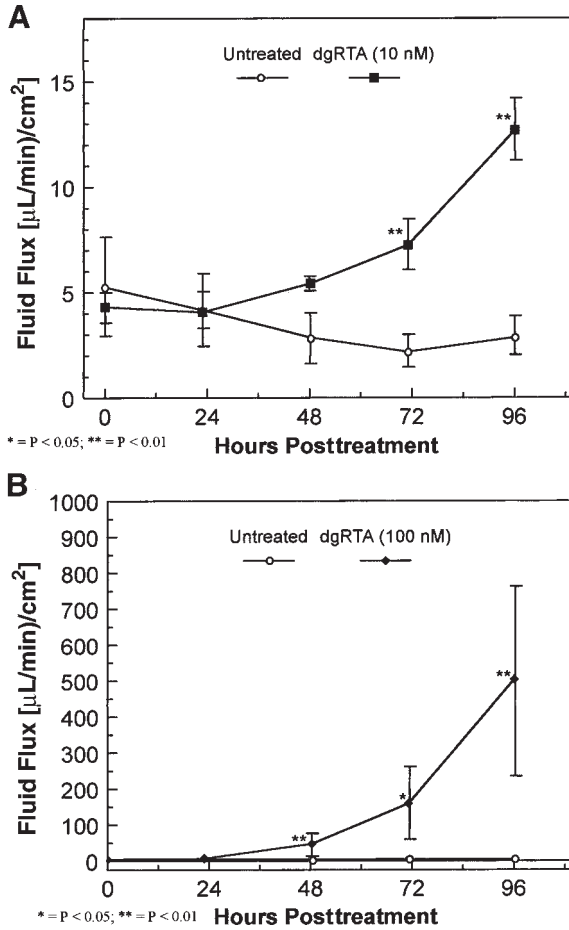 A
Untreated dgRTA (10 nM)
Fluid Flux [µL/min)/cm²]
15
10
5
0
0 24 48 72 96
**
**
* = P < 0.05; ** = P < 0.01
Hours Posttreatment
B
Untreated dgRTA (100 nM)
Fluid Flux [µL/min)/cm²]
1000
900
800
700
600
500
400
300
200
100
0
0 24 48 72 96
**
*
**
* = P < 0.05; ** = P < 0.01
Hours Posttreatment